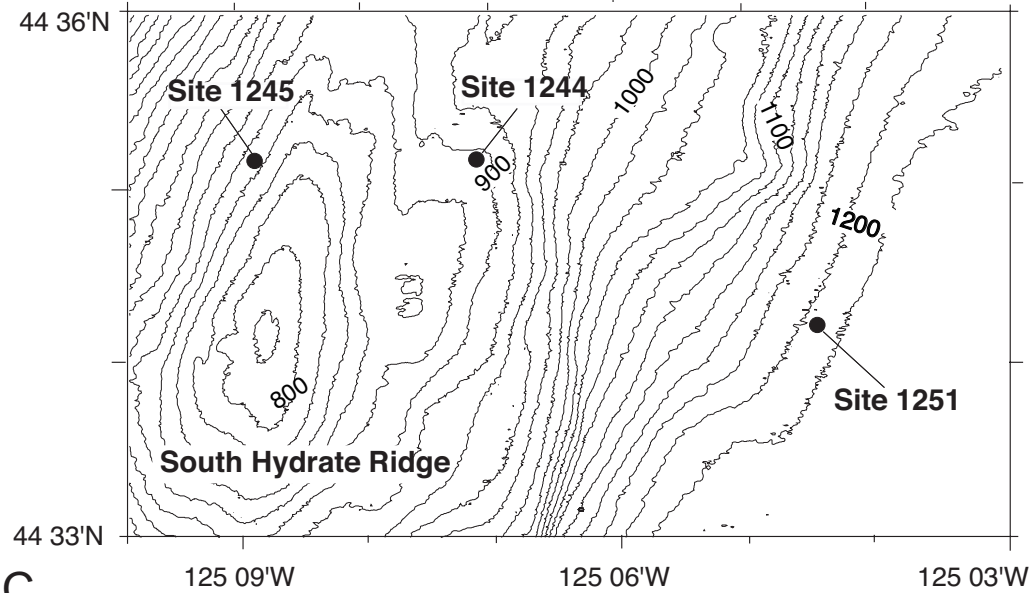 44 36'N
Site 1245
Site 1244
1000
1100
900
1200
800
Site 1251
South Hydrate Ridge
44 33'N
125 09'W
125 06'W
125 03'W
C